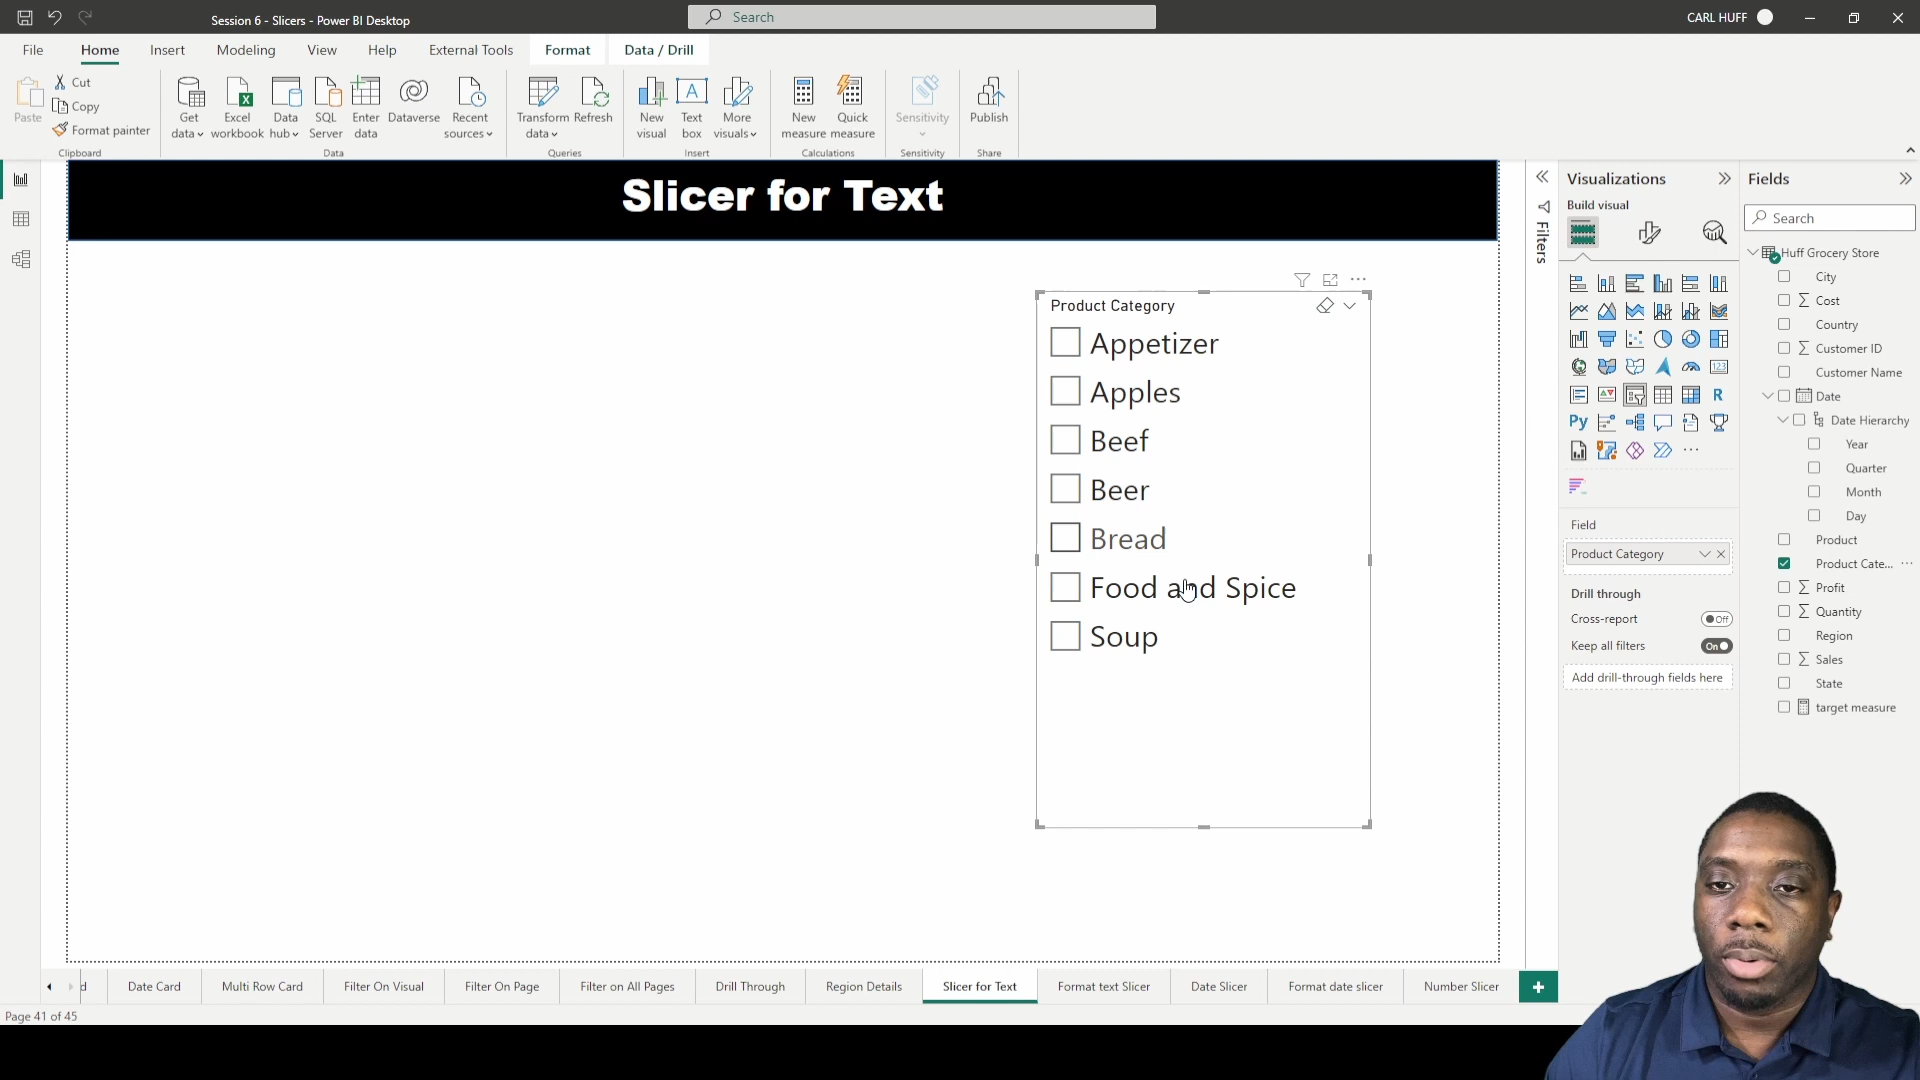 Session 6 - Slicers - Power BI Desktop
Search
CARL HUFF
File
Home
Insert
Modeling
View
Help
External Tools
Format
Data / Drill
Paste
Cut
Copy
Format painter
Clipboard
Get data
Excel workbook
Data hub
SQL Server
Enter data
Dataverse
Recent sources
Data
Transform data
Refresh
Queries
New visual
Text box
More visuals
Insert
New measure
Quick measure
Calculations
Sensitivity
Sensitivity
Publish
Share
Slicer for Text
Product Category
Appetizer
Apples
Beef
Beer
Bread
Food and Spice
Soup
Filters
Visualizations
Build visual
123
R
Py
Field
Product Category
Drill through
Cross-report
Off
Keep all filters
On
Add drill-through fields here
Fields
Search
Huff Grocery Store
City
Cost
Country
Customer ID
Customer Name
Date
Date Hierarchy
Year
Quarter
Month
Day
Product
Product Cate...
Profit
Quantity
Region
Sales
State
target measure
d
Date Card
Multi Row Card
Filter On Visual
Filter On Page
Filter on All Pages
Drill Through
Region Details
Slicer for Text
Format text Slicer
Date Slicer
Format date slicer
Number Slicer
Page 41 of 45